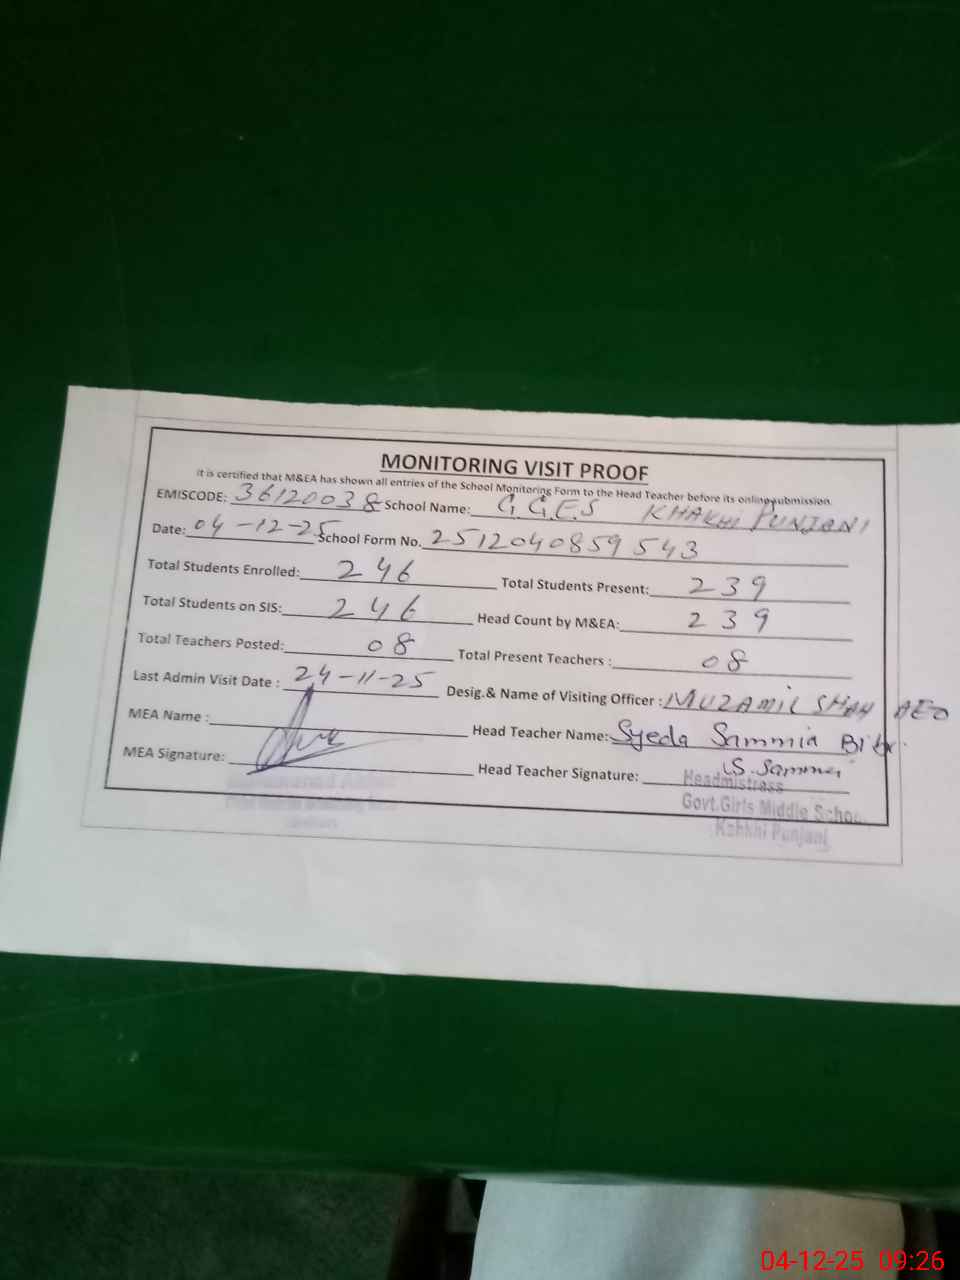 MONITORING VISIT PROOF
It is certified that M&EA has shown all entries of the School Monitoring Form to the Head Teacher before its online submission.
EMISCODE: 36120038 School Name: G.G.E.S KHAKHI PUNJANI
Date: 04-12-25 School Form No. 2512040859543
Total Students Enrolled: 246 Total Students Present: 239
Total Students on SIS: 246 Head Count by M&EA: 239
Total Teachers Posted: 08 Total Present Teachers : 08
Last Admin Visit Date : 24-11-25 Desig.& Name of Visiting Officer : MUZAMIL SHAH AEO
MEA Name : Head Teacher Name: Syeda Sammia Bibi
MEA Signature: Head Teacher Signature: S.Sammia
Headmistress
Govt.Girls Middle School
Kahkhi Punjani
04-12-25 09:26